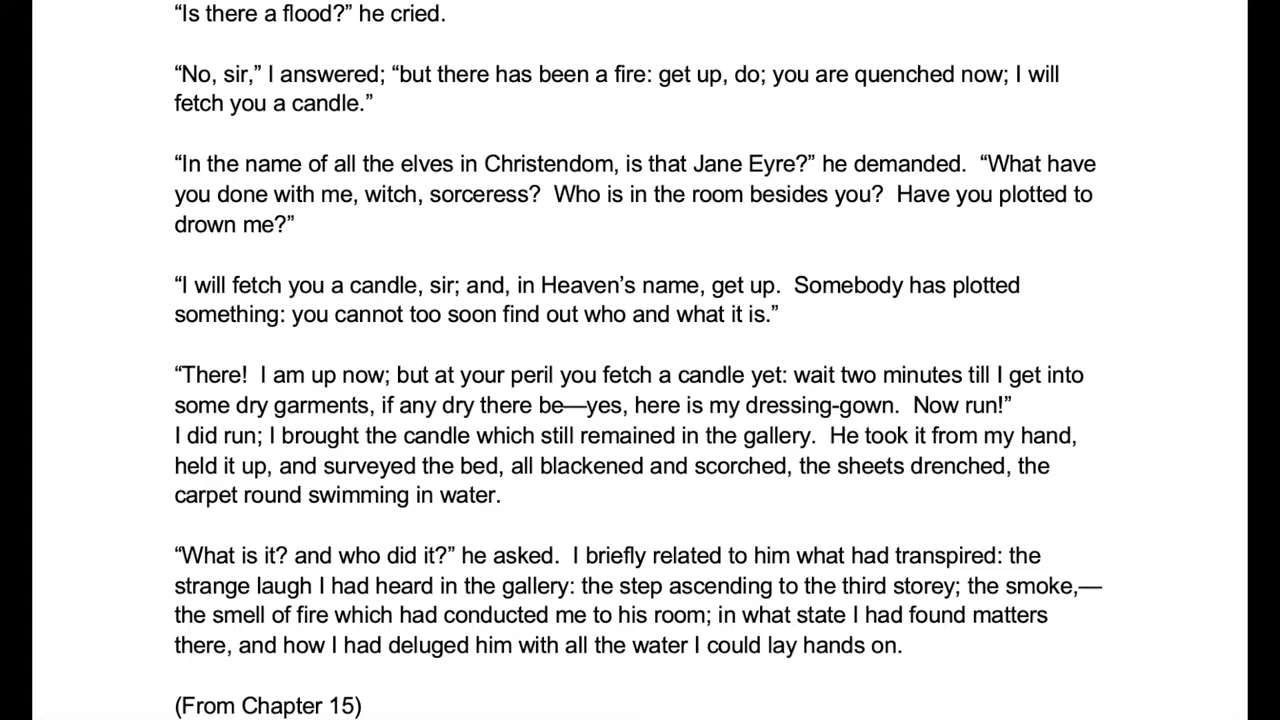 “Is there a flood?” he cried.
“No, sir,” I answered; “but there has been a fire: get up, do; you are quenched now; I will
fetch you a candle.”
“In the name of all the elves in Christendom, is that Jane Eyre?” he demanded.  “What have
you done with me, witch, sorceress?  Who is in the room besides you?  Have you plotted to
drown me?”
“I will fetch you a candle, sir; and, in Heaven’s name, get up.  Somebody has plotted
something: you cannot too soon find out who and what it is.”
“There!  I am up now; but at your peril you fetch a candle yet: wait two minutes till I get into
some dry garments, if any dry there be—yes, here is my dressing-gown.  Now run!”
I did run; I brought the candle which still remained in the gallery.  He took it from my hand,
held it up, and surveyed the bed, all blackened and scorched, the sheets drenched, the
carpet round swimming in water.
“What is it? and who did it?” he asked.  I briefly related to him what had transpired: the
strange laugh I had heard in the gallery: the step ascending to the third storey; the smoke,—
the smell of fire which had conducted me to his room; in what state I had found matters
there, and how I had deluged him with all the water I could lay hands on.
(From Chapter 15)